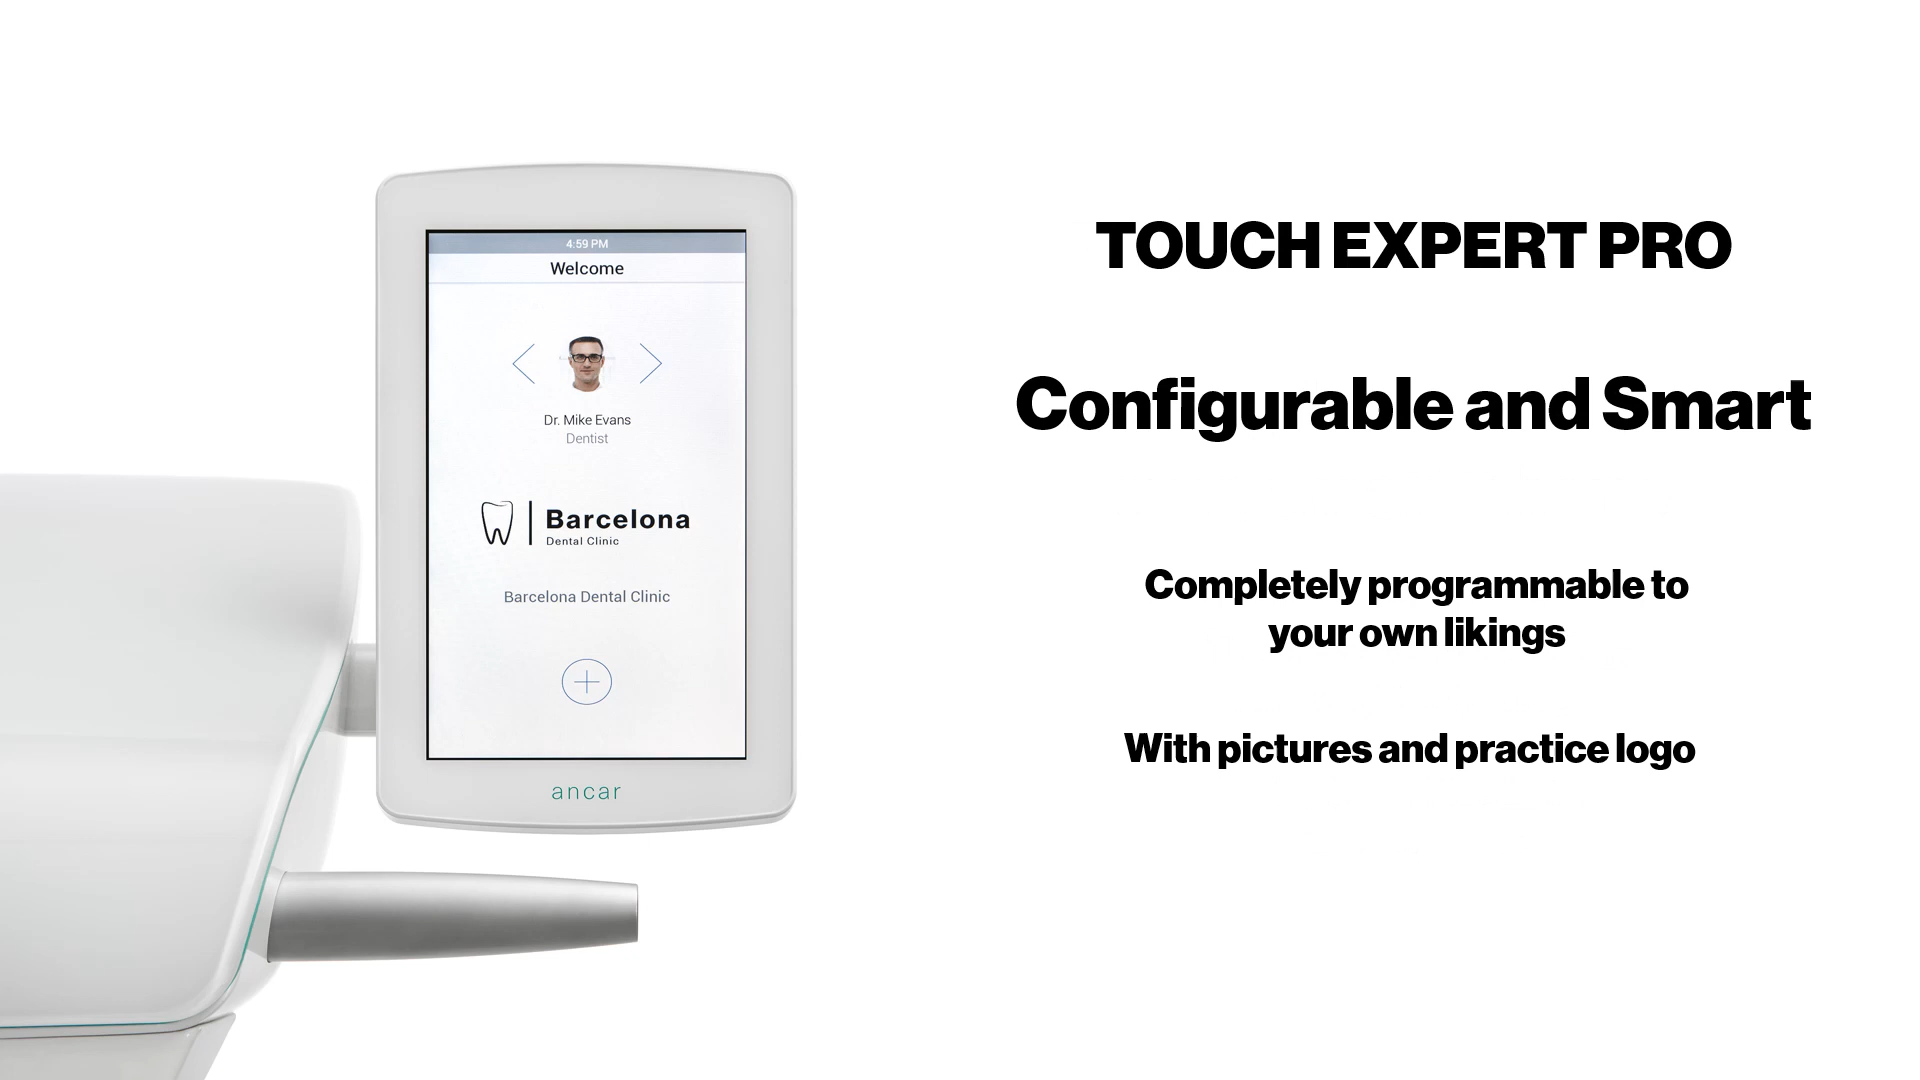 4:59 PM
Welcome
Dr. Mike Evans
Dentist
Barcelona
Dental Clinic
Barcelona Dental Clinic
ancar
TOUCH EXPERT PRO
Configurable and Smart
Completely programmable to
your own likings
With pictures and practice logo